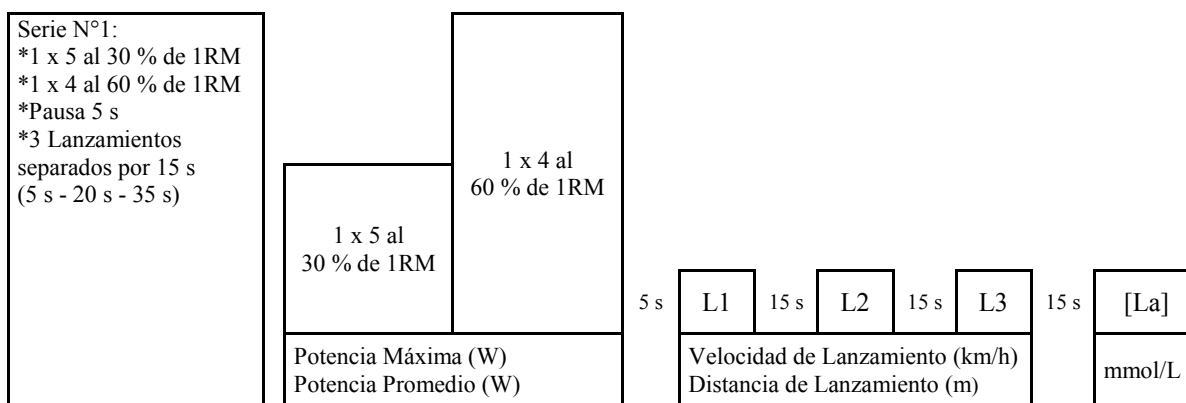 Serie N°1:
*1 x 5 al 30 % de 1RM
*1 x 4 al 60 % de 1RM
*Pausa 5 s
*3 Lanzamientos
separados por 15 s
(5 s - 20 s - 35 s)
1 x 5 al
30 % de 1RM
1 x 4 al
60 % de 1RM
5 s
L1
15 s
L2
15 s
L3
15 s
[La]
Potencia Máxima (W)
Potencia Promedio (W)
Velocidad de Lanzamiento (km/h)
Distancia de Lanzamiento (m)
mmol/L